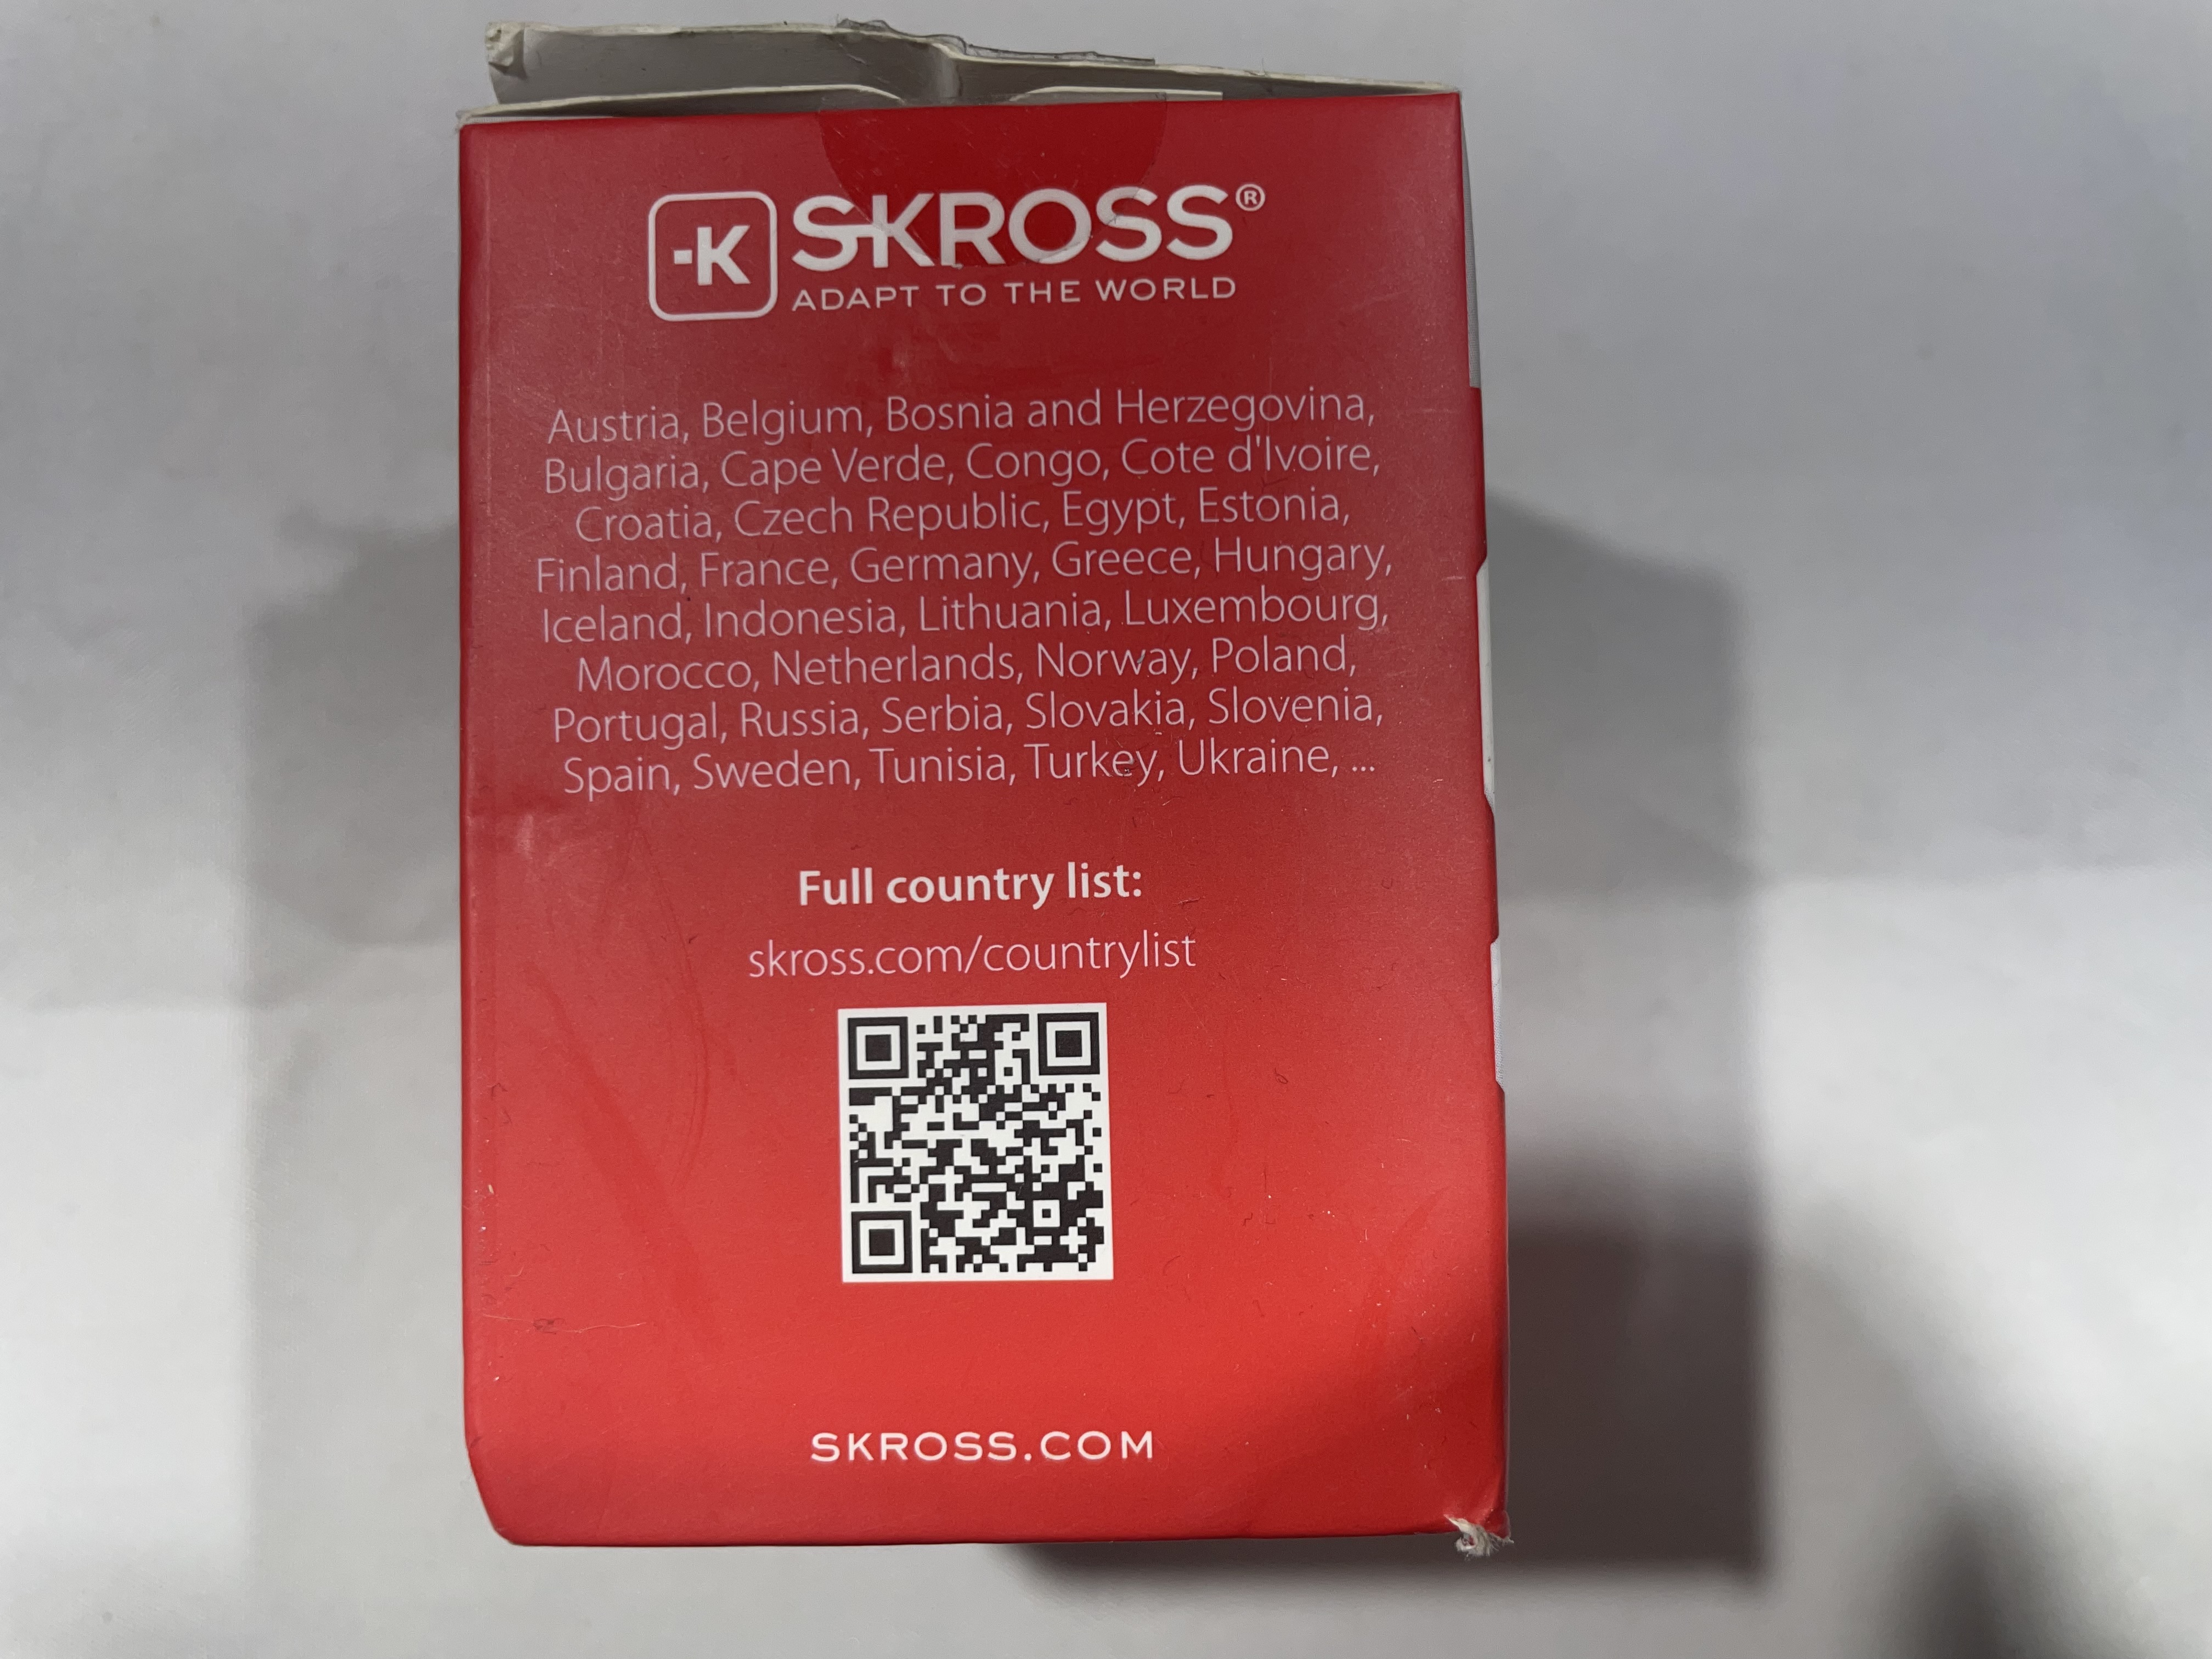 -K SKROSS®
ADAPT TO THE WORLD
Austria, Belgium, Bosnia and Herzegovina,
Bulgaria, Cape Verde, Congo, Cote d'Ivoire,
Croatia, Czech Republic, Egypt, Estonia,
Finland, France, Germany, Greece, Hungary,
Iceland, Indonesia, Lithuania, Luxembourg,
Morocco, Netherlands, Norway, Poland,
Portugal, Russia, Serbia, Slovakia, Slovenia,
Spain, Sweden, Tunisia, Turkey, Ukraine, ...
Full country list:
skross.com/countrylist
SKROSS.COM